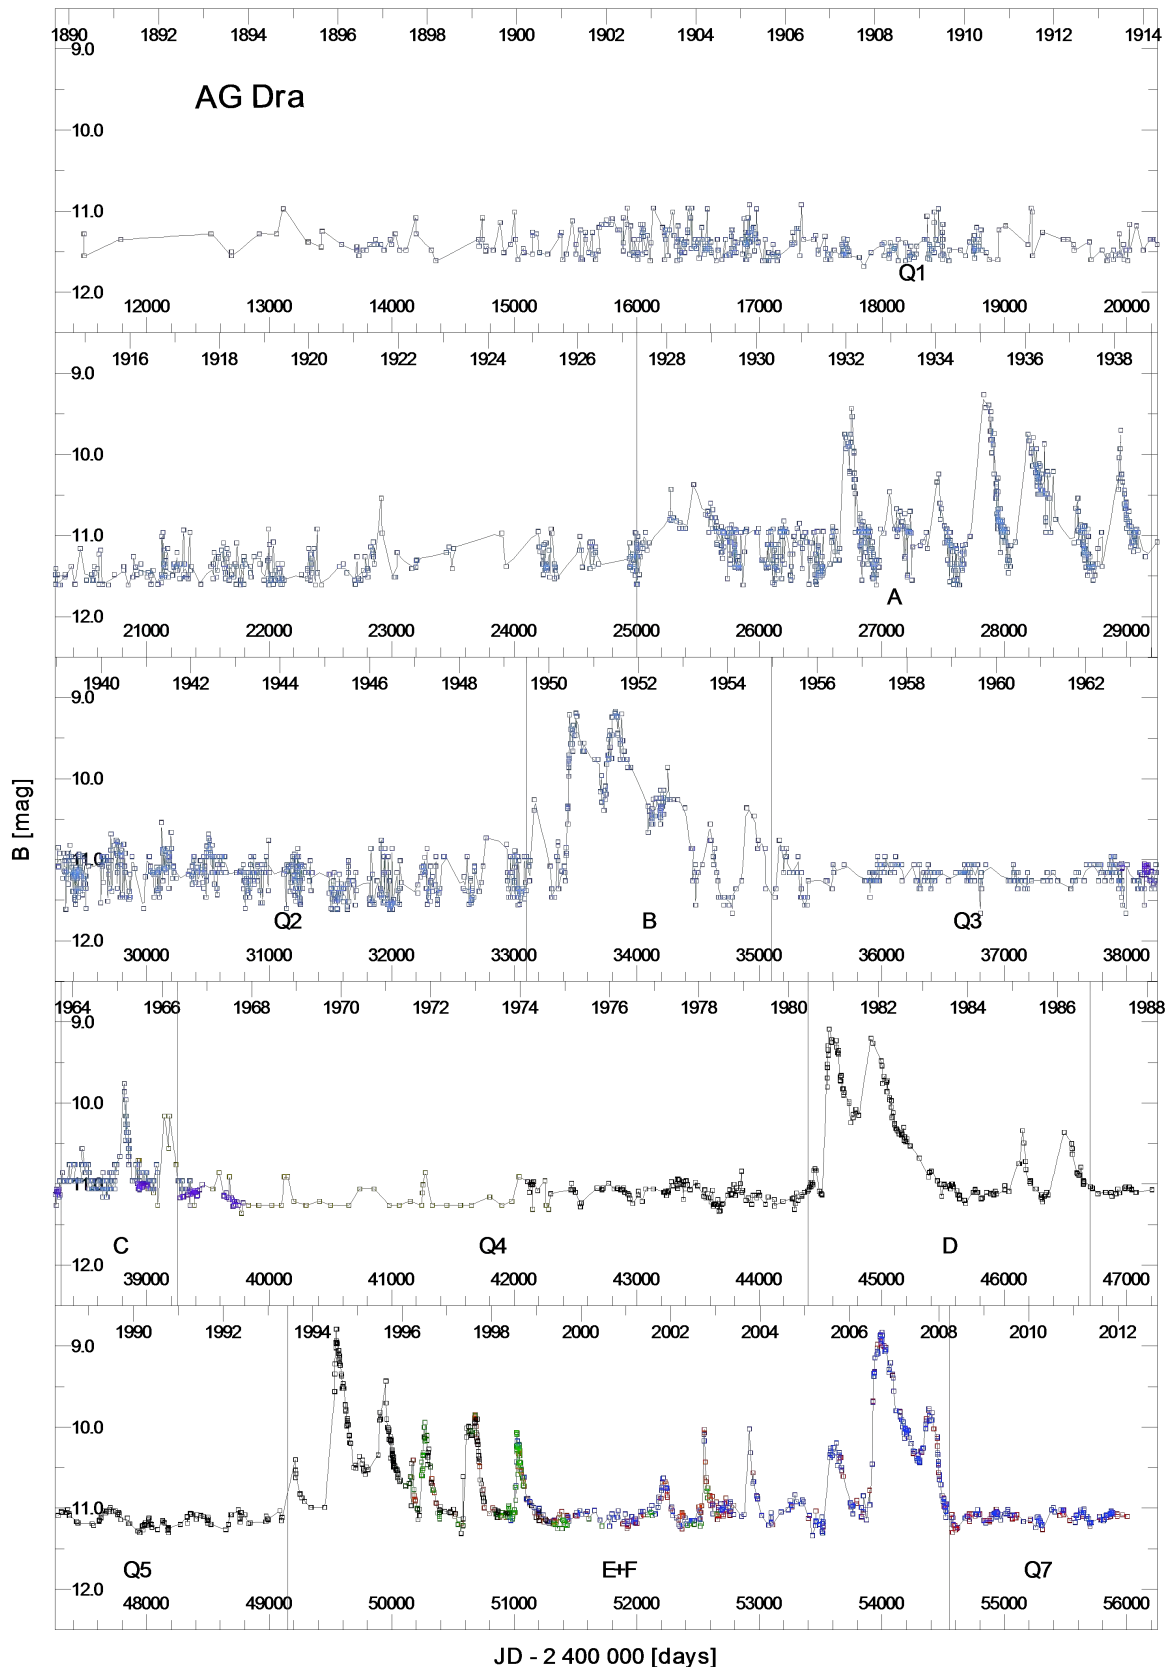 1890 1892 1894 1896 1898 1900 1902 1904 1906 1908 1910 1912 1914
9.0
AG Dra
10.0
11.0
Q1
12.0
12000 13000 14000 15000 16000 17000 18000 19000 20000
1916 1918 1920 1922 1924 1926 1928 1930 1932 1934 1936 1938
9.0
10.0
11.0
A
12.0
21000 22000 23000 24000 25000 26000 27000 28000 29000
1940 1942 1944 1946 1948 1950 1952 1954 1956 1958 1960 1962
9.0
10.0
B [mag]
11.0
Q2 B Q3
12.0
30000 31000 32000 33000 34000 35000 36000 37000 38000
1964 1966 1968 1970 1972 1974 1976 1978 1980 1982 1984 1986 1988
9.0
10.0
11.0
C Q4 D
12.0
39000 40000 41000 42000 43000 44000 45000 46000 47000
1990 1992 1994 1996 1998 2000 2002 2004 2006 2008 2010 2012
9.0
10.0
11.0
Q5 E+F Q7
12.0
48000 49000 50000 51000 52000 53000 54000 55000 56000
JD - 2 400 000 [days]